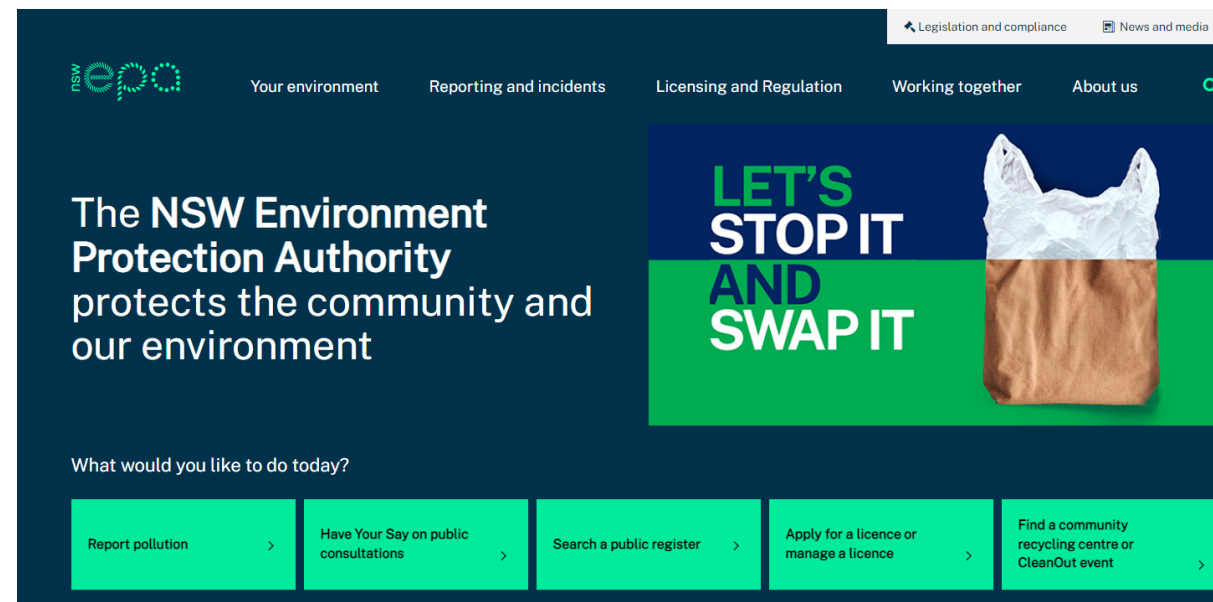 Legislation and compliance
News and media
nsw epa
Your environment
Reporting and incidents
Licensing and Regulation
Working together
About us
The NSW Environment
Protection Authority
protects the community and
our environment
LET'S
STOP IT
AND
SWAP IT
What would you like to do today?
Report pollution
Have Your Say on public
consultations
Search a public register
Apply for a licence or
manage a licence
Find a community
recycling centre or
CleanOut event